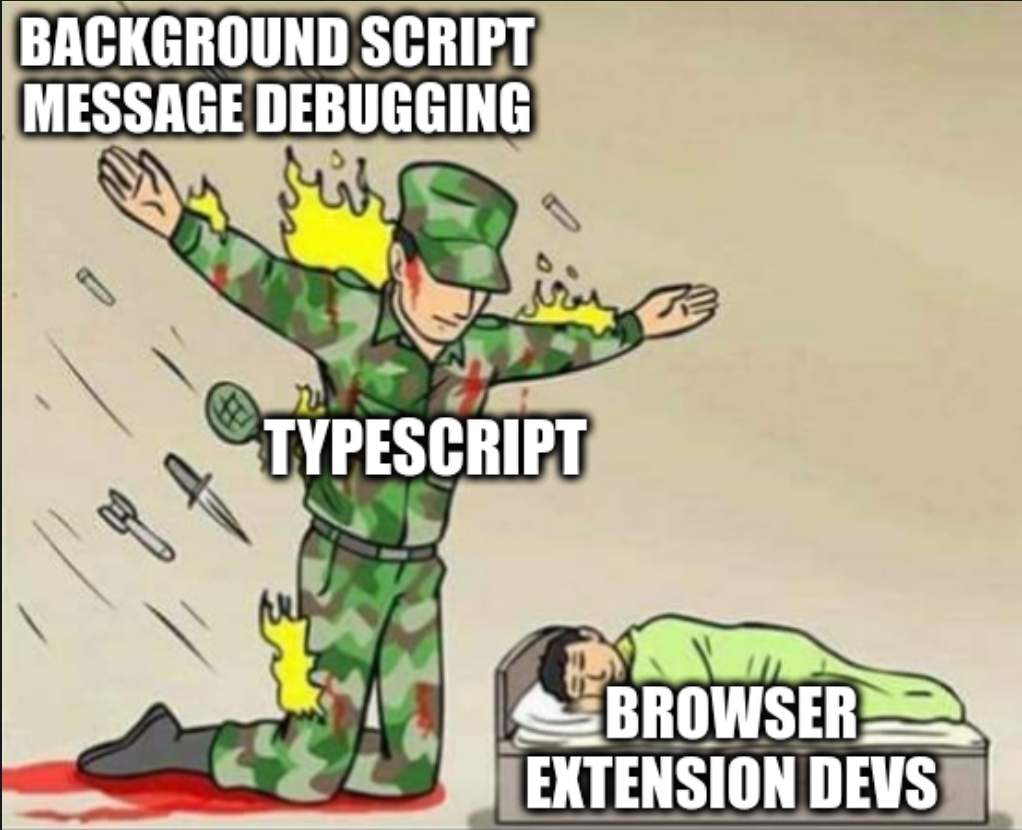 BACKGROUND SCRIPT
MESSAGE DEBUGGING
TYPESCRIPT
BROWSER
EXTENSION DEVS